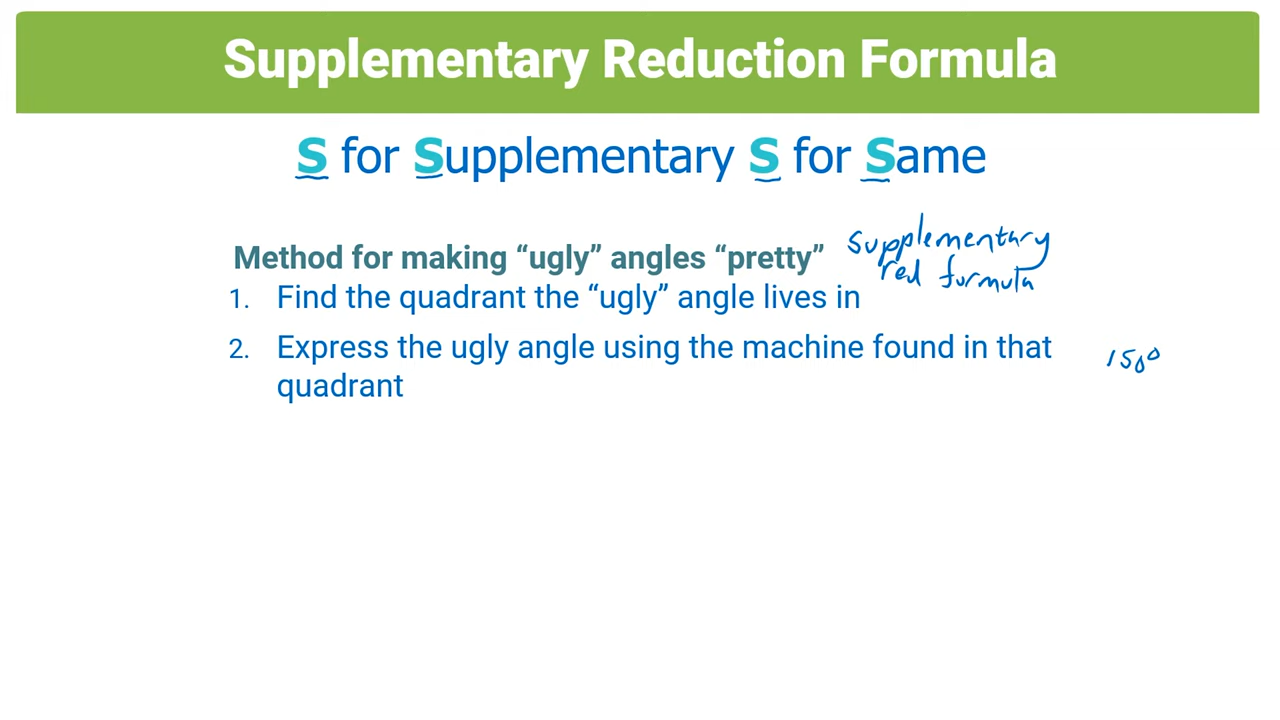 Supplementary Reduction Formula
S for Supplementary S for Same
Method for making “ugly” angles “pretty”
supplementary
red formula
1. Find the quadrant the “ugly” angle lives in
2. Express the ugly angle using the machine found in that
quadrant
150°